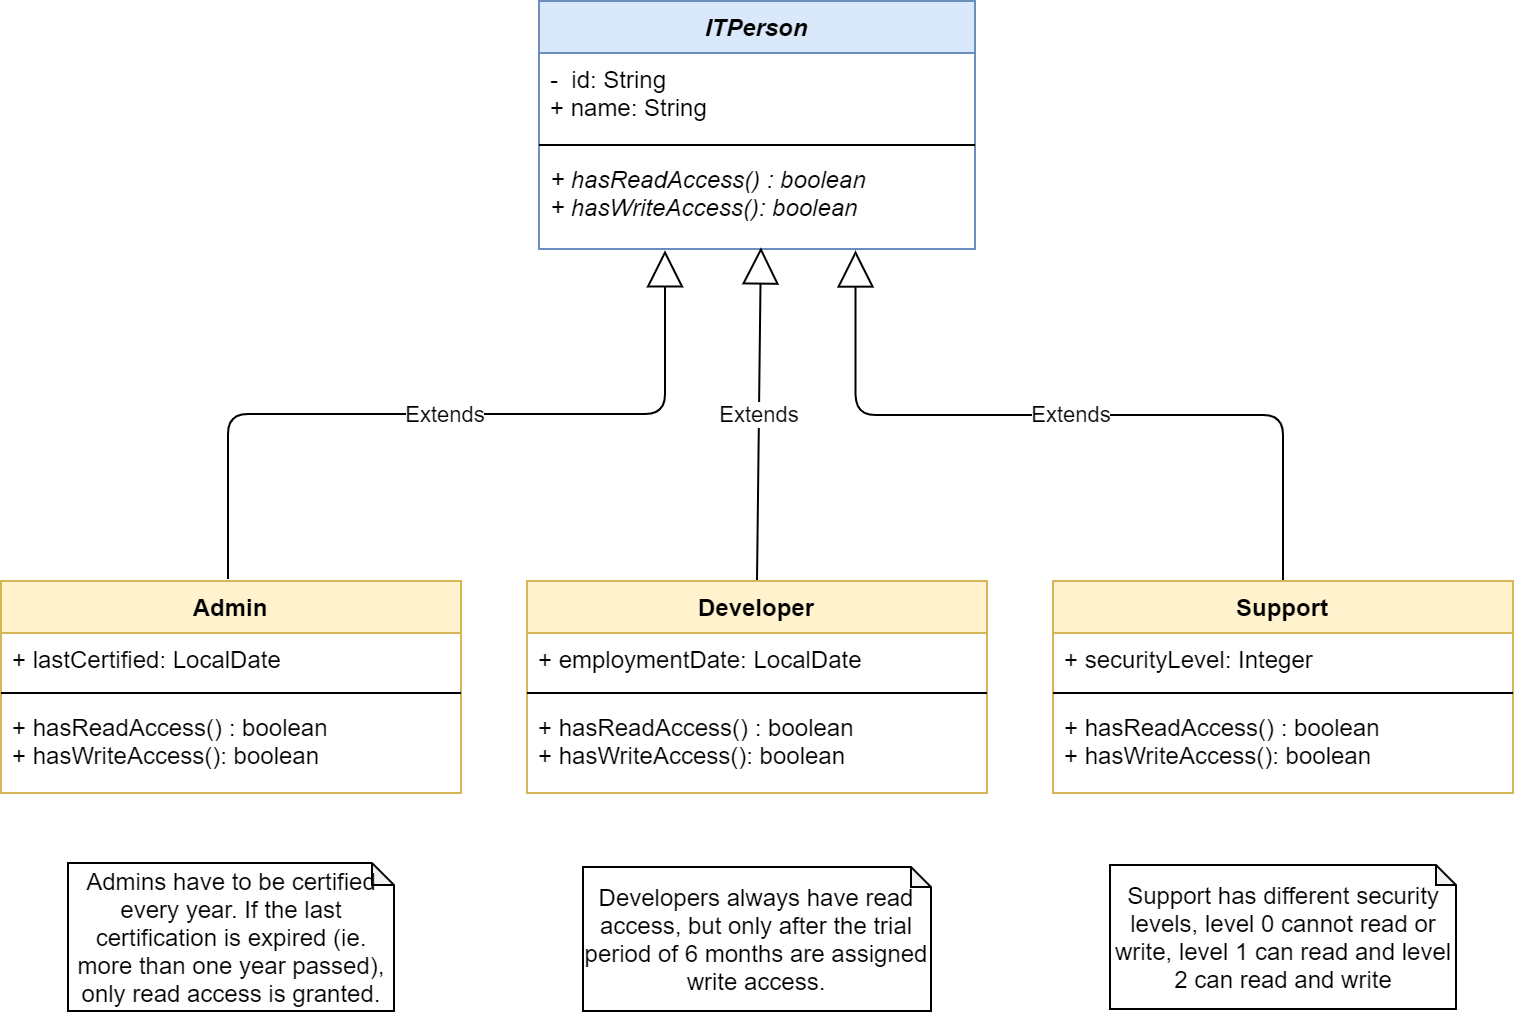 ITPerson
-  id: String
+ name: String
+ hasReadAccess() : boolean
+ hasWriteAccess(): boolean
Extends
Extends
Extends
Admin
+ lastCertified: LocalDate
+ hasReadAccess() : boolean
+ hasWriteAccess(): boolean
Developer
+ employmentDate: LocalDate
+ hasReadAccess() : boolean
+ hasWriteAccess(): boolean
Support
+ securityLevel: Integer
+ hasReadAccess() : boolean
+ hasWriteAccess(): boolean
Admins have to be certified
every year. If the last
certification is expired (ie.
more than one year passed),
only read access is granted.
Developers always have read
access, but only after the trial
period of 6 months are assigned
write access.
Support has different security
levels, level 0 cannot read or
write, level 1 can read and level
2 can read and write